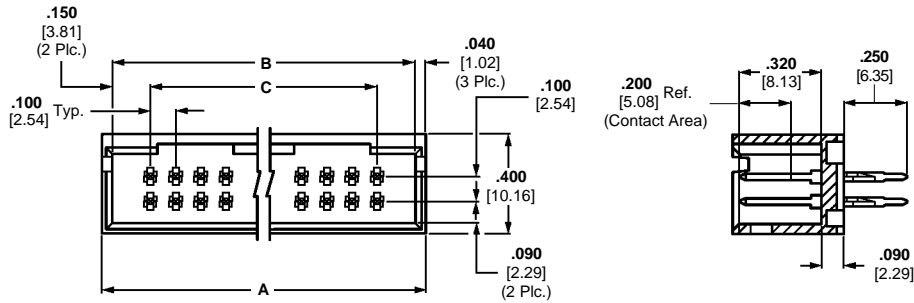 .150
[3.81]
(2 Plc.)
B
.040
[1.02]
(3 Plc.)
C
.100
[2.54] Typ.
.100
[2.54]
.400
[10.16]
.090
[2.29]
(2 Plc.)
A
.200
[5.08] Ref.
(Contact Area)
.320
[8.13]
.250
[6.35]
.090
[2.29]